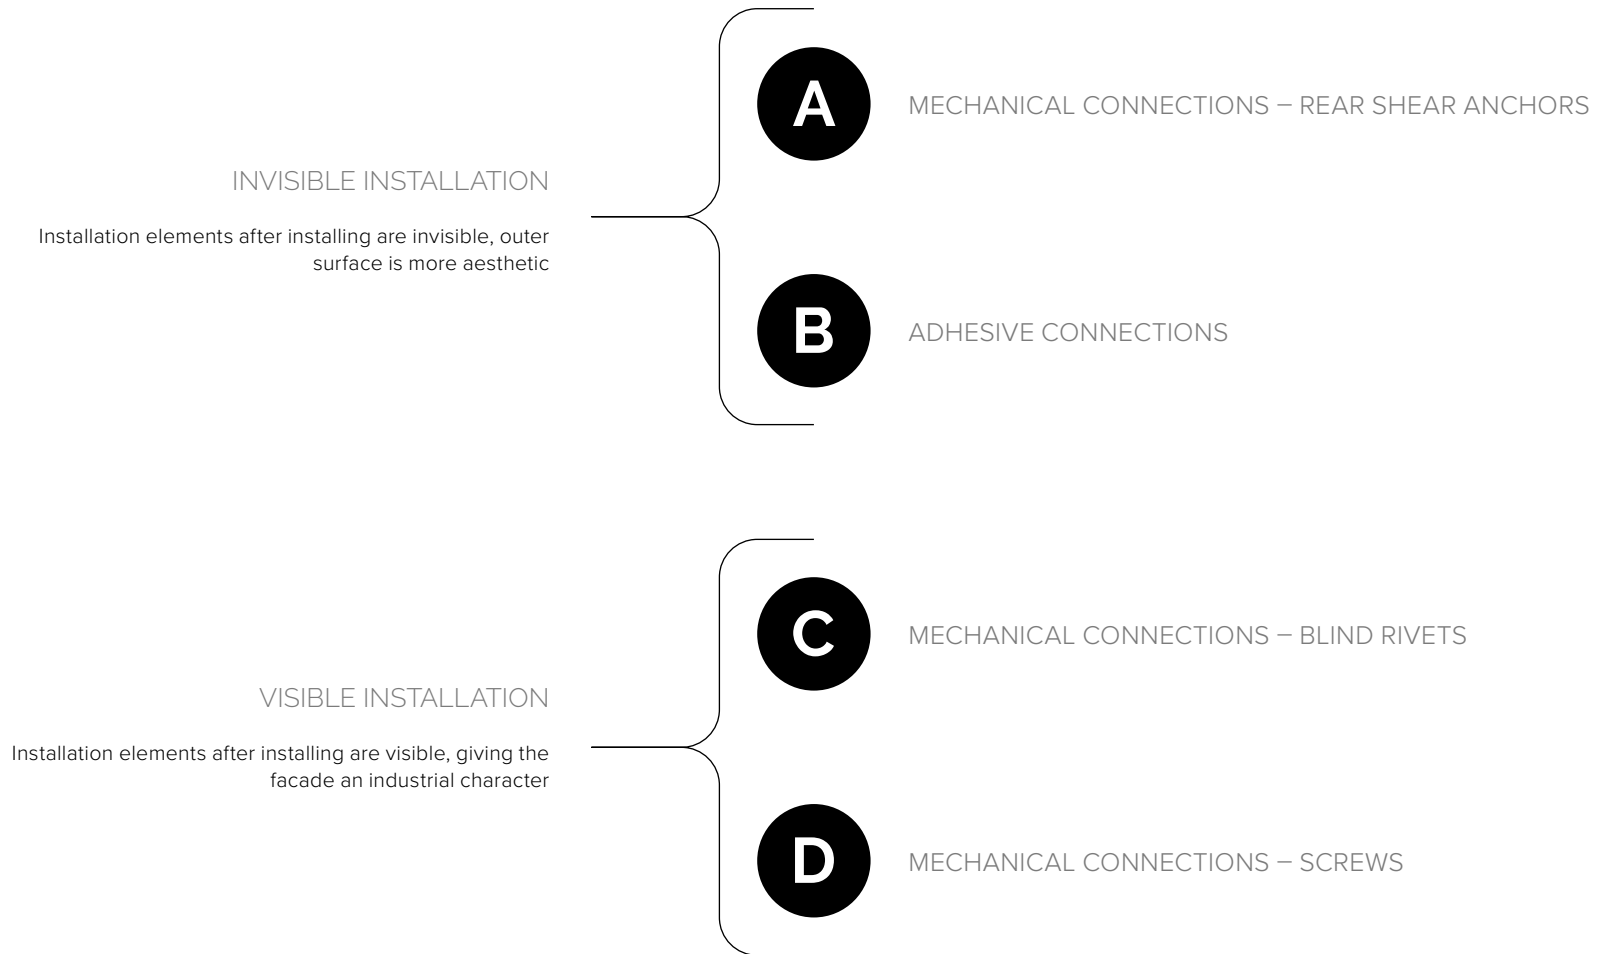 A
MECHANICAL CONNECTIONS – REAR SHEAR ANCHORS
INVISIBLE INSTALLATION
Installation elements after installing are invisible, outer
surface is more aesthetic
B
ADHESIVE CONNECTIONS
C
MECHANICAL CONNECTIONS – BLIND RIVETS
VISIBLE INSTALLATION
Installation elements after installing are visible, giving the
facade an industrial character
D
MECHANICAL CONNECTIONS – SCREWS